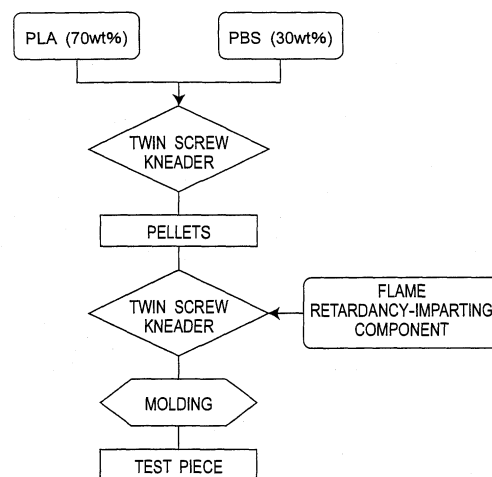 PLA (70wt%)
PBS (30wt%)
TWIN SCREW
KNEADER
PELLETS
TWIN SCREW
KNEADER
FLAME
RETARDANCY-IMPARTING
COMPONENT
MOLDING
TEST PIECE